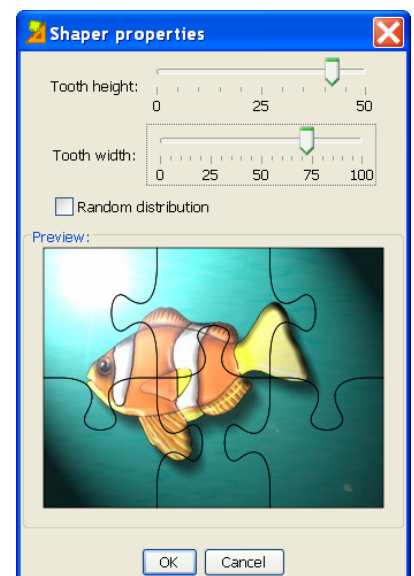 Shaper properties
Tooth height:
0 25 50
Tooth width:
0 25 50 75 100
Random distribution
Preview:
OK Cancel